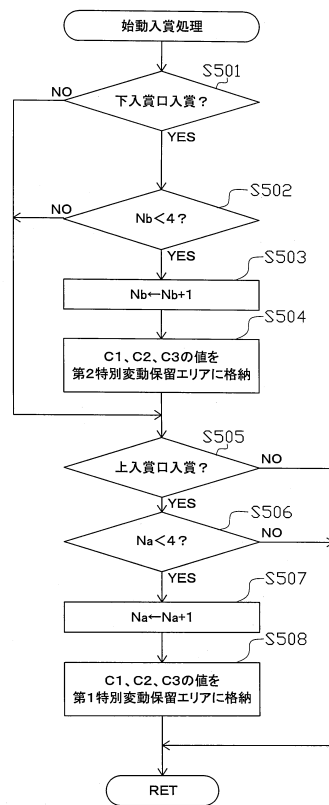 始動入賞処理
S501
NO
下入賞口入賞？
YES
S502
NO
Nb<4？
YES
S503
Nb←Nb+1
S504
C1、C2、C3の値を
第2特別変動保留エリアに格納
S505
上入賞口入賞？
NO
YES
S506
Na<4？
NO
YES
S507
Na←Na+1
S508
C1、C2、C3の値を
第1特別変動保留エリアに格納
RET